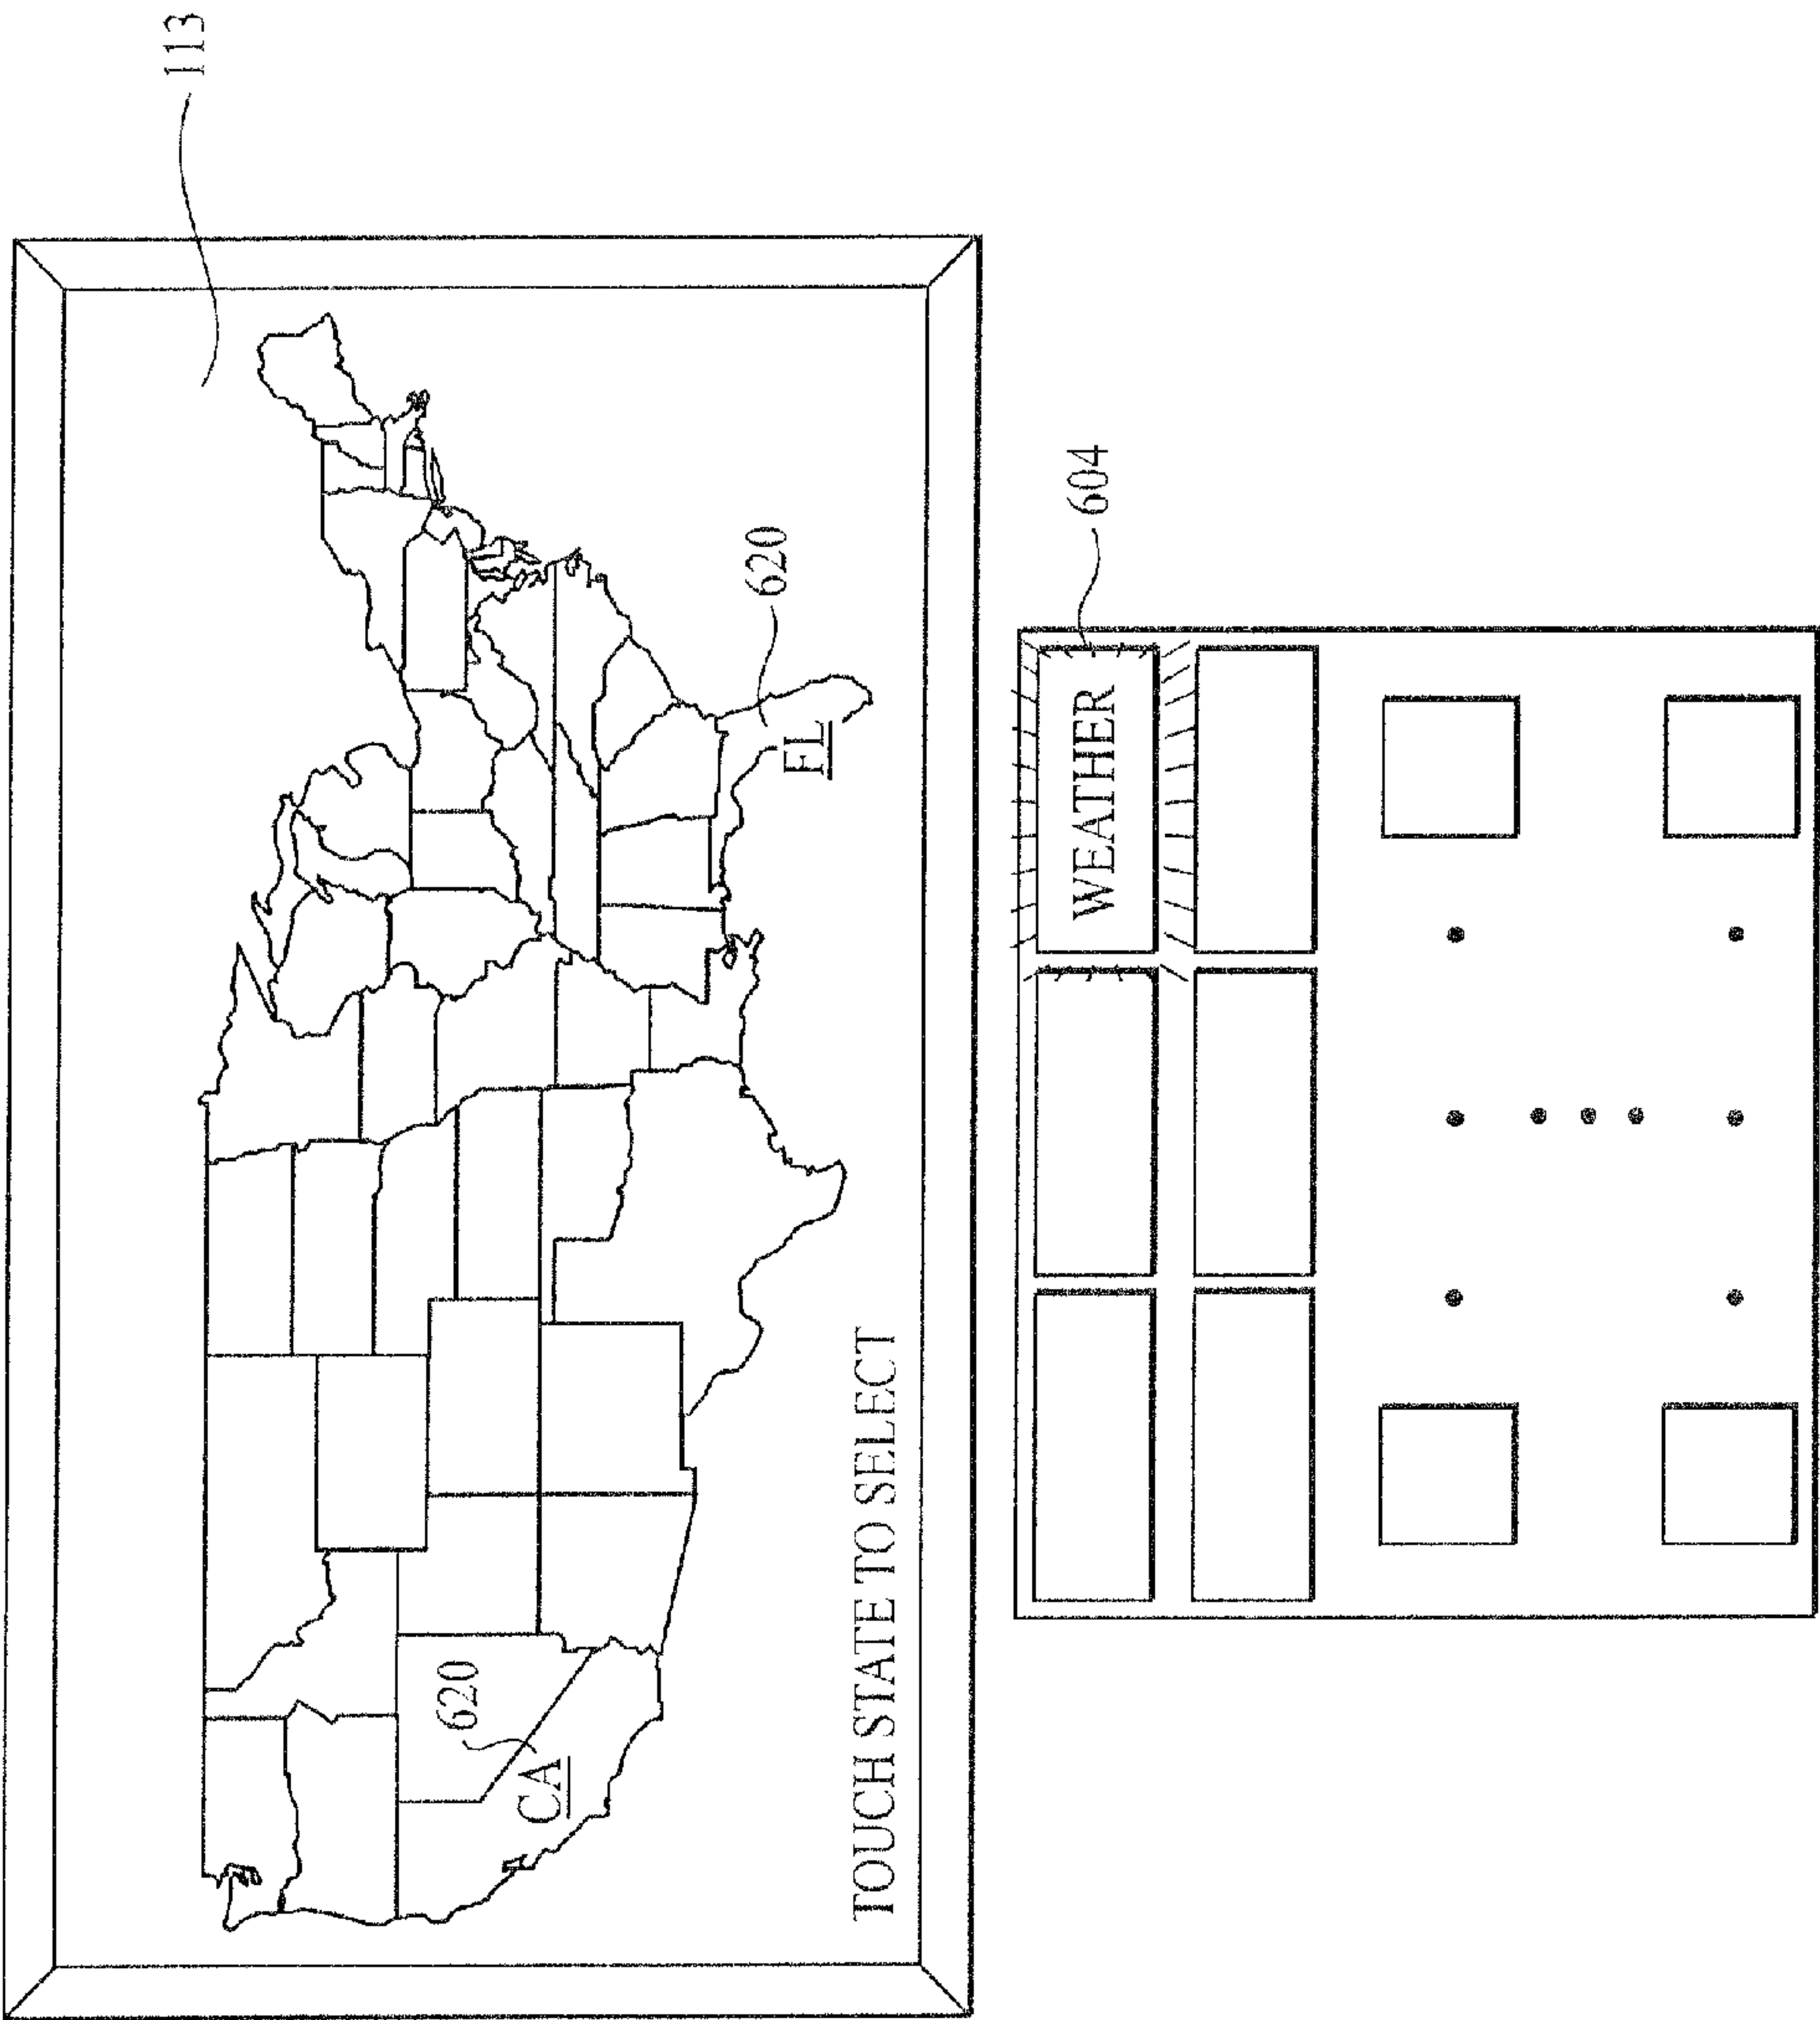 113
620
CA
620
FL
TOUCH STATE TO SELECT
604
WEATHER